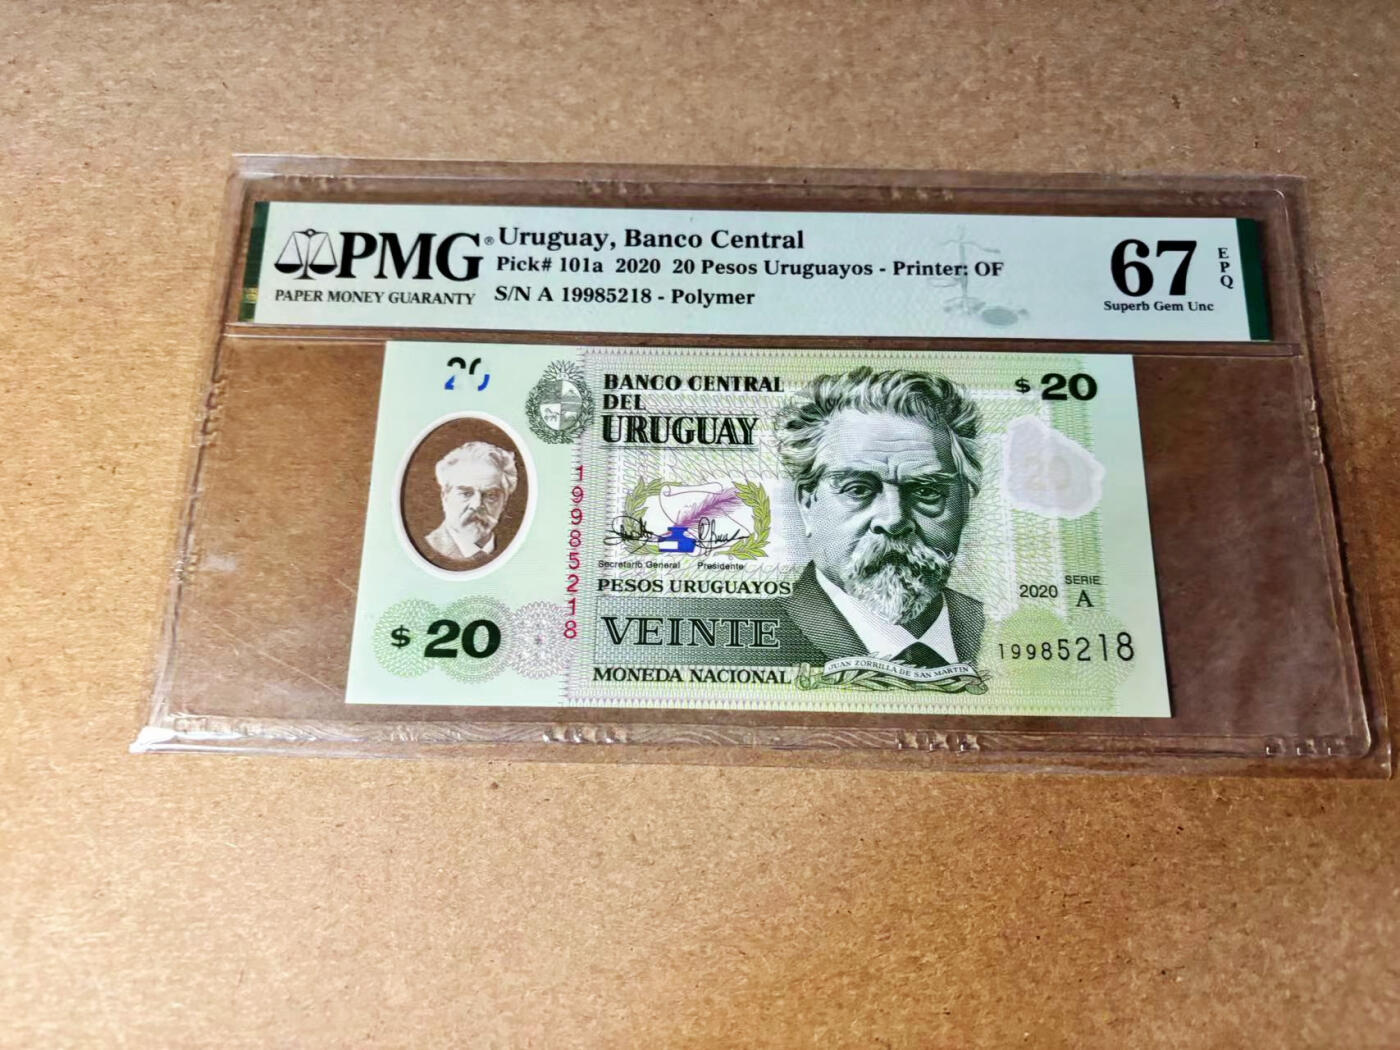 PMG®
PAPER MONEY GUARANTY
Uruguay, Banco Central
Pick# 101a 2020 20 Pesos Uruguayos - Printer: OF
S/N A 19985218 - Polymer
67
EPQ
Superb Gem Unc
20
BANCO CENTRAL
DEL
URUGUAY
$ 20
20
19985218
Secretario General Presidente
PESOS URUGUAYOS
VEINTE
MONEDA NACIONAL
$ 20
JUAN ZORRILLA DE SAN MARTIN
2020 SERIE
A
19985218